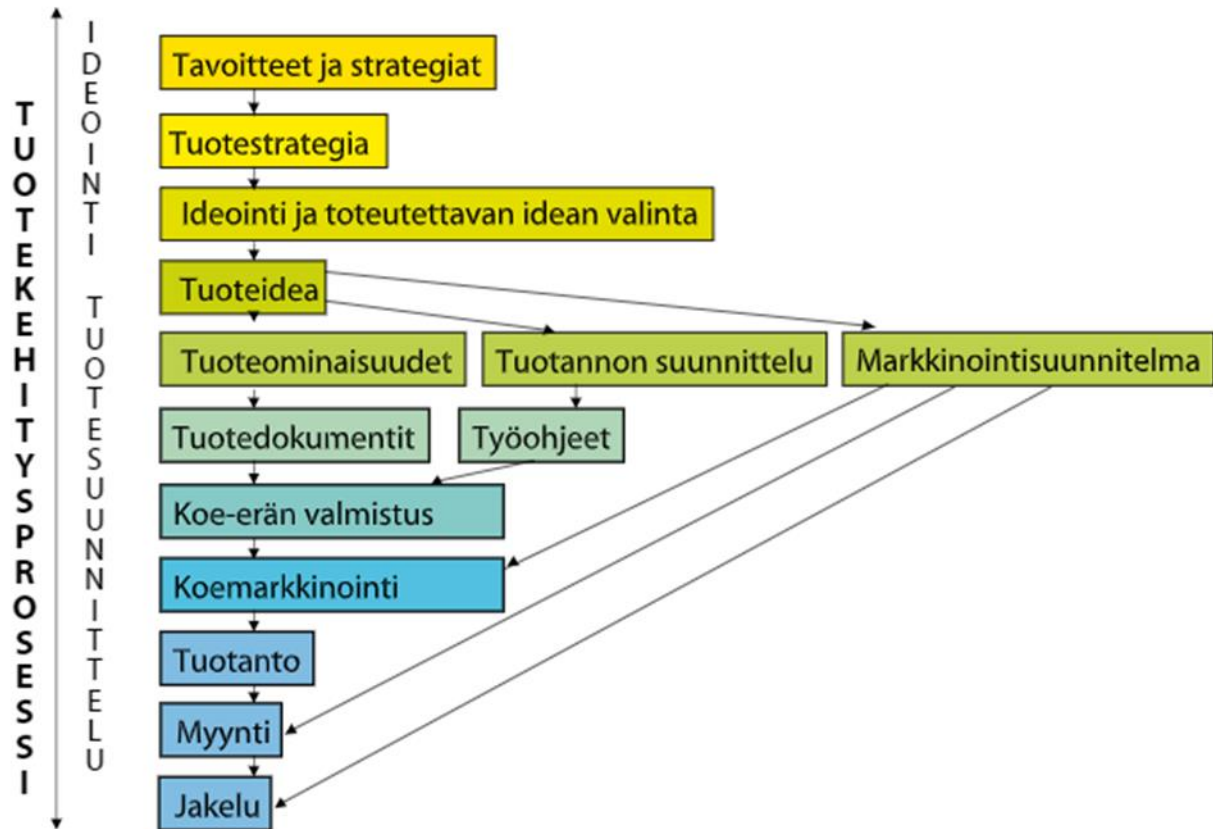 TUOTEKEHITYSPROSESSI
IDEOINTI TUOTESUUNNITTELU
Tavoitteet ja strategiat
Tuotestrategia
Ideointi ja toteutettavan idean valinta
Tuoteidea
Tuoteominaisuudet
Tuotannon suunnittelu
Markkinointisuunnitelma
Tuotedokumentit
Työohjeet
Koe-erän valmistus
Koemarkkinointi
Tuotanto
Myynti
Jakelu